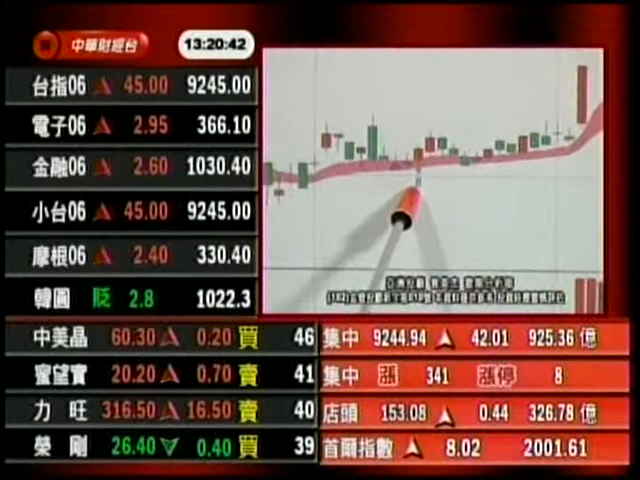 中華財經台 13:20:42
台指06 45.00 9245.00
電子06 2.95 366.10
金融06 2.60 1030.40
小台06 45.00 9245.00
摩根06 2.40 330.40
韓圓 貶 2.8 1022.3
中美晶 60.30 0.20 買 46
蜜望實 20.20 0.70 賣 41
力旺 316.50 16.50 賣 40
榮剛 26.40 0.40 買 39
集中 9244.94 42.01 925.36 億
集中 漲 341 漲停 8
店頭 153.08 0.44 326.78 億
首爾指數 8.02 2001.61